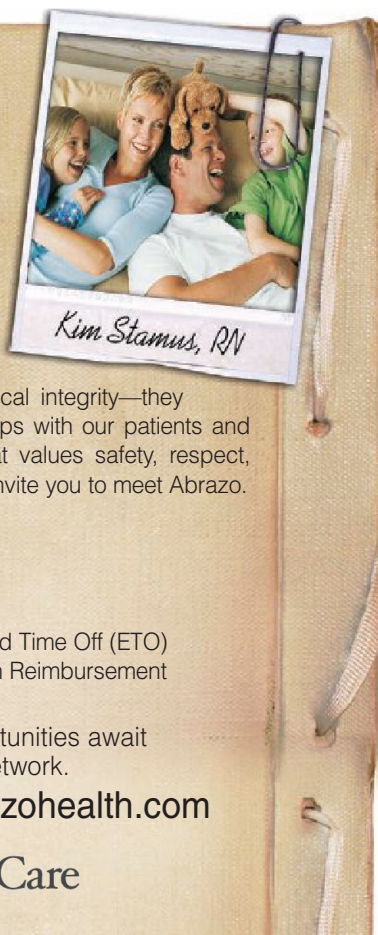 Kim Stamus, RN
cal integrity—they
ps with our patients and
t values safety, respect,
nvite you to meet Abrazo.
d Time Off (ETO)
n Reimbursement
tunities await
etwork.
zohealth.com
Care